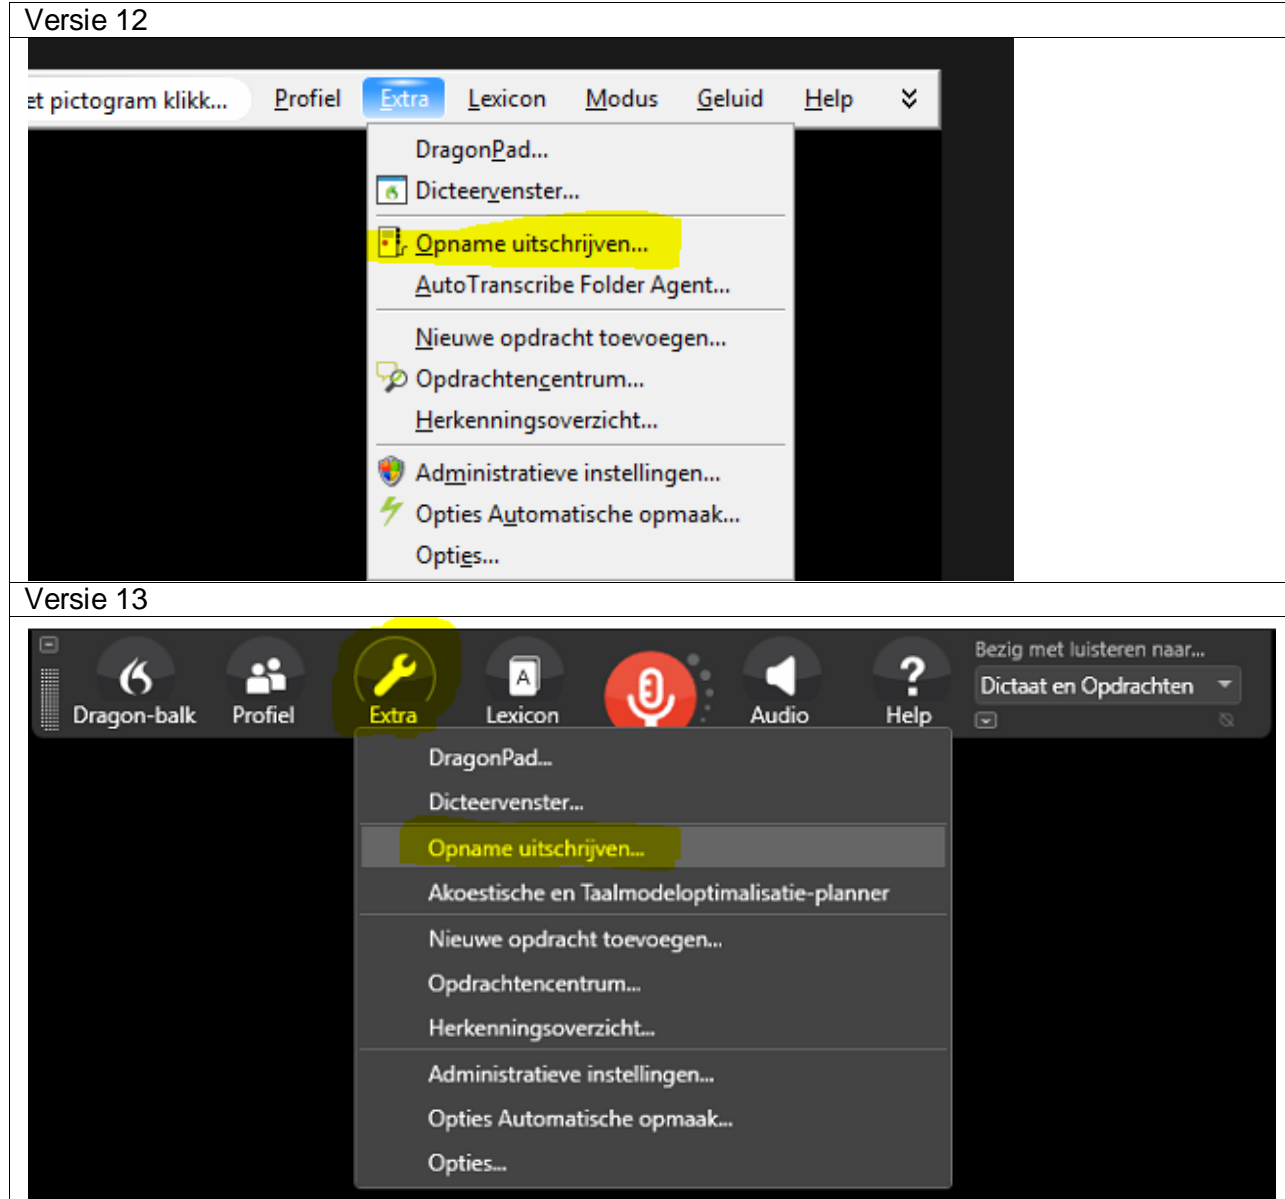 Versie 12
et pictogram klikk... Profiel Extra Lexicon Modus Geluid Help
DragonPad...
Dicteervenster...
Opname uitschrijven...
AutoTranscribe Folder Agent...
Nieuwe opdracht toevoegen...
Opdrachtencentrum...
Herkenningsoverzicht...
Administratieve instellingen...
Opties Automatische opmaak...
Opties...
Versie 13
Bezig met luisteren naar...
Dictaat en Opdrachten
Dragon-balk Profiel Extra Lexicon Audio Help
DragonPad...
Dicteervenster...
Opname uitschrijven...
Akoestische en Taalmodeloptimalisatie-planner
Nieuwe opdracht toevoegen...
Opdrachtencentrum...
Herkenningsoverzicht...
Administratieve instellingen...
Opties Automatische opmaak...
Opties...